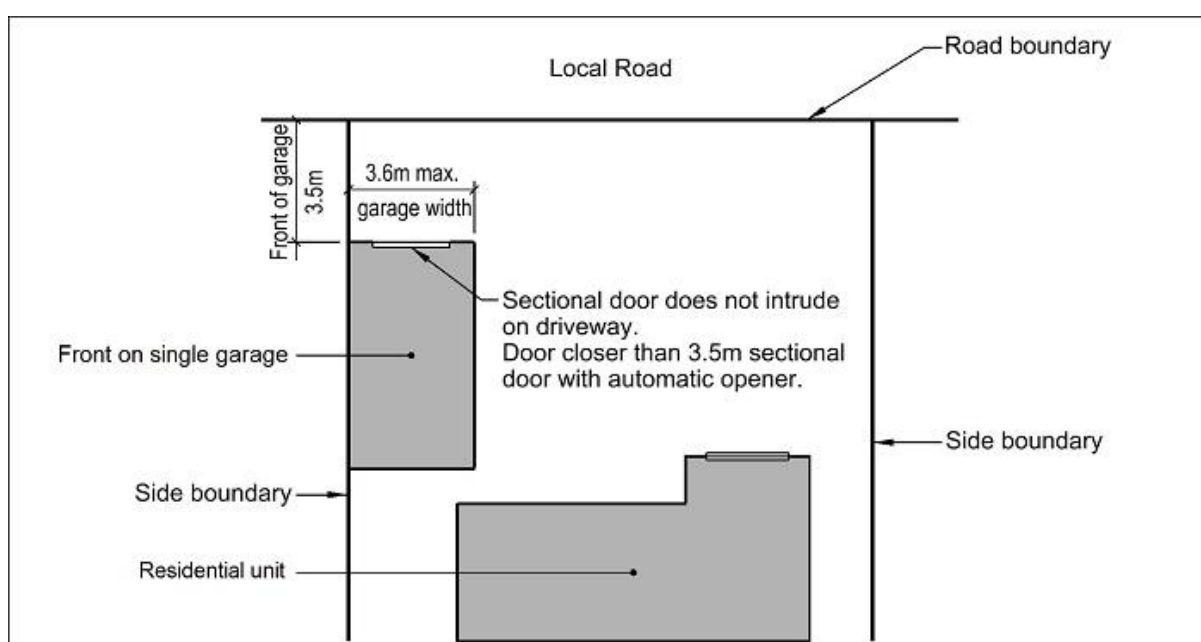 Road boundary
Local Road
Front of garage
3.5m
3.6m max.
garage width
Sectional door does not intrude
on driveway.
Door closer than 3.5m sectional
door with automatic opener.
Front on single garage
Side boundary
Side boundary
Residential unit